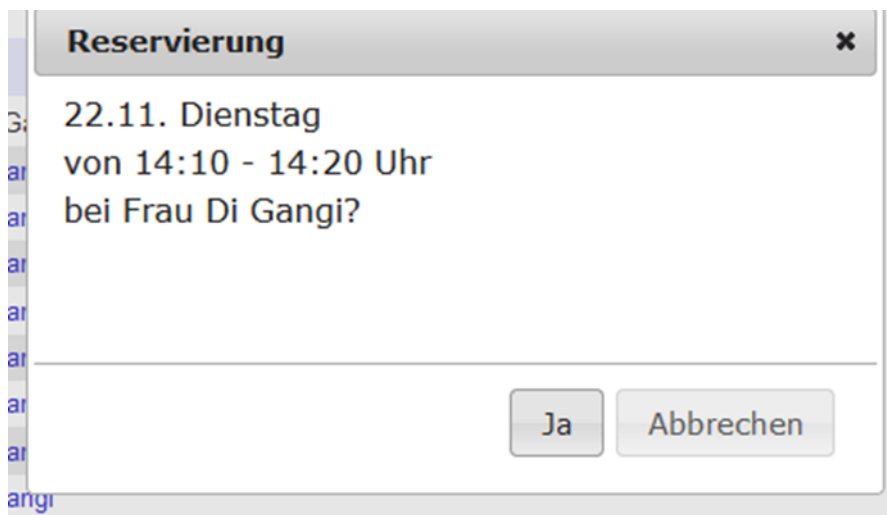 Reservierung
22.11. Dienstag
von 14:10 - 14:20 Uhr
bei Frau Di Gangi?
Ja Abbrechen